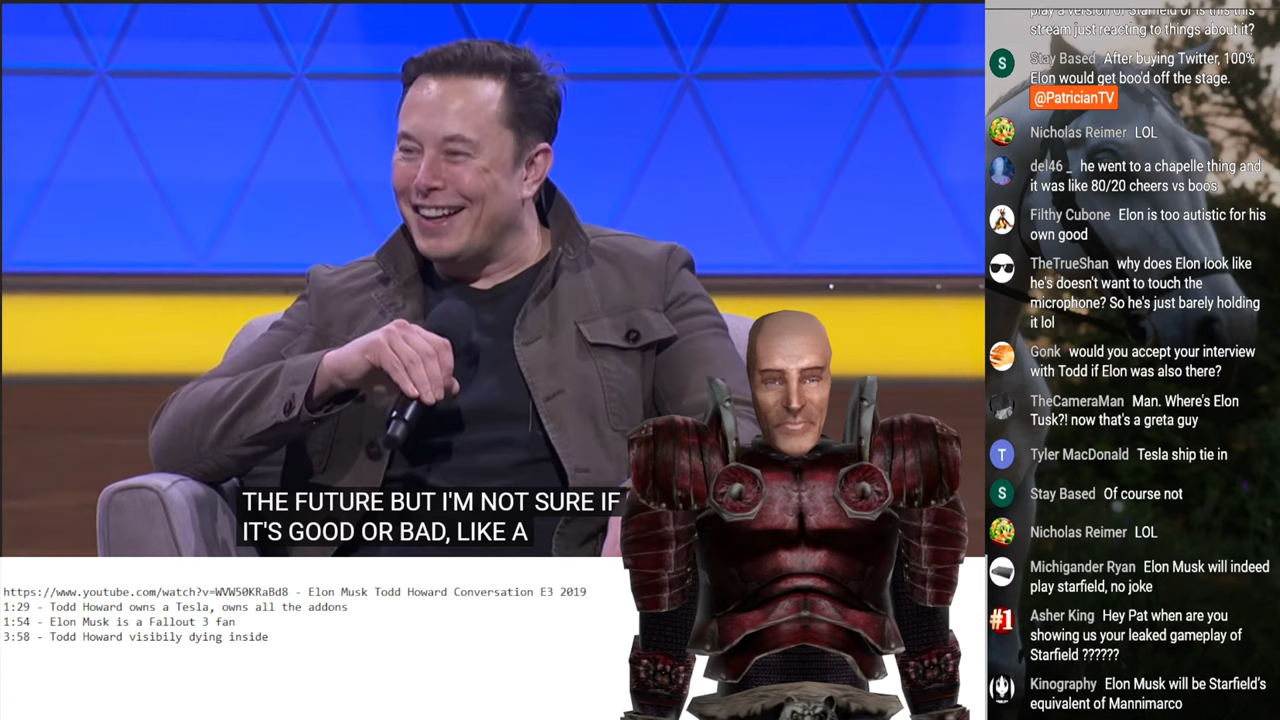 THE FUTURE BUT I'M NOT SURE IF
IT'S GOOD OR BAD, LIKE A
https://www.youtube.com/watch?v=WVW50KRaBd8 - Elon Musk Todd Howard Conversation E3 2019
1:29 - Todd Howard owns a Tesla, owns all the addons
1:54 - Elon Musk is a Fallout 3 fan
3:58 - Todd Howard visibily dying inside
play a version of Starfield or is this this
stream just reacting to things about it?
S Stay Based After buying Twitter, 100%
Elon would get boo'd off the stage.
@PatricianTV
Nicholas Reimer LOL
del46 _ he went to a chapelle thing and
it was like 80/20 cheers vs boos
Filthy Cubone Elon is too autistic for his
own good
TheTrueShan why does Elon look like
he's doesn't want to touch the
microphone? So he's just barely holding
it lol
Gonk would you accept your interview
with Todd if Elon was also there?
TheCameraMan Man. Where's Elon
Tusk?! now that's a greta guy
T Tyler MacDonald Tesla ship tie in
S Stay Based Of course not
Nicholas Reimer LOL
Michigander Ryan Elon Musk will indeed
play starfield, no joke
#1 Asher King Hey Pat when are you
showing us your leaked gameplay of
Starfield ??????
Kinography Elon Musk will be Starfield's
equivalent of Mannimarco